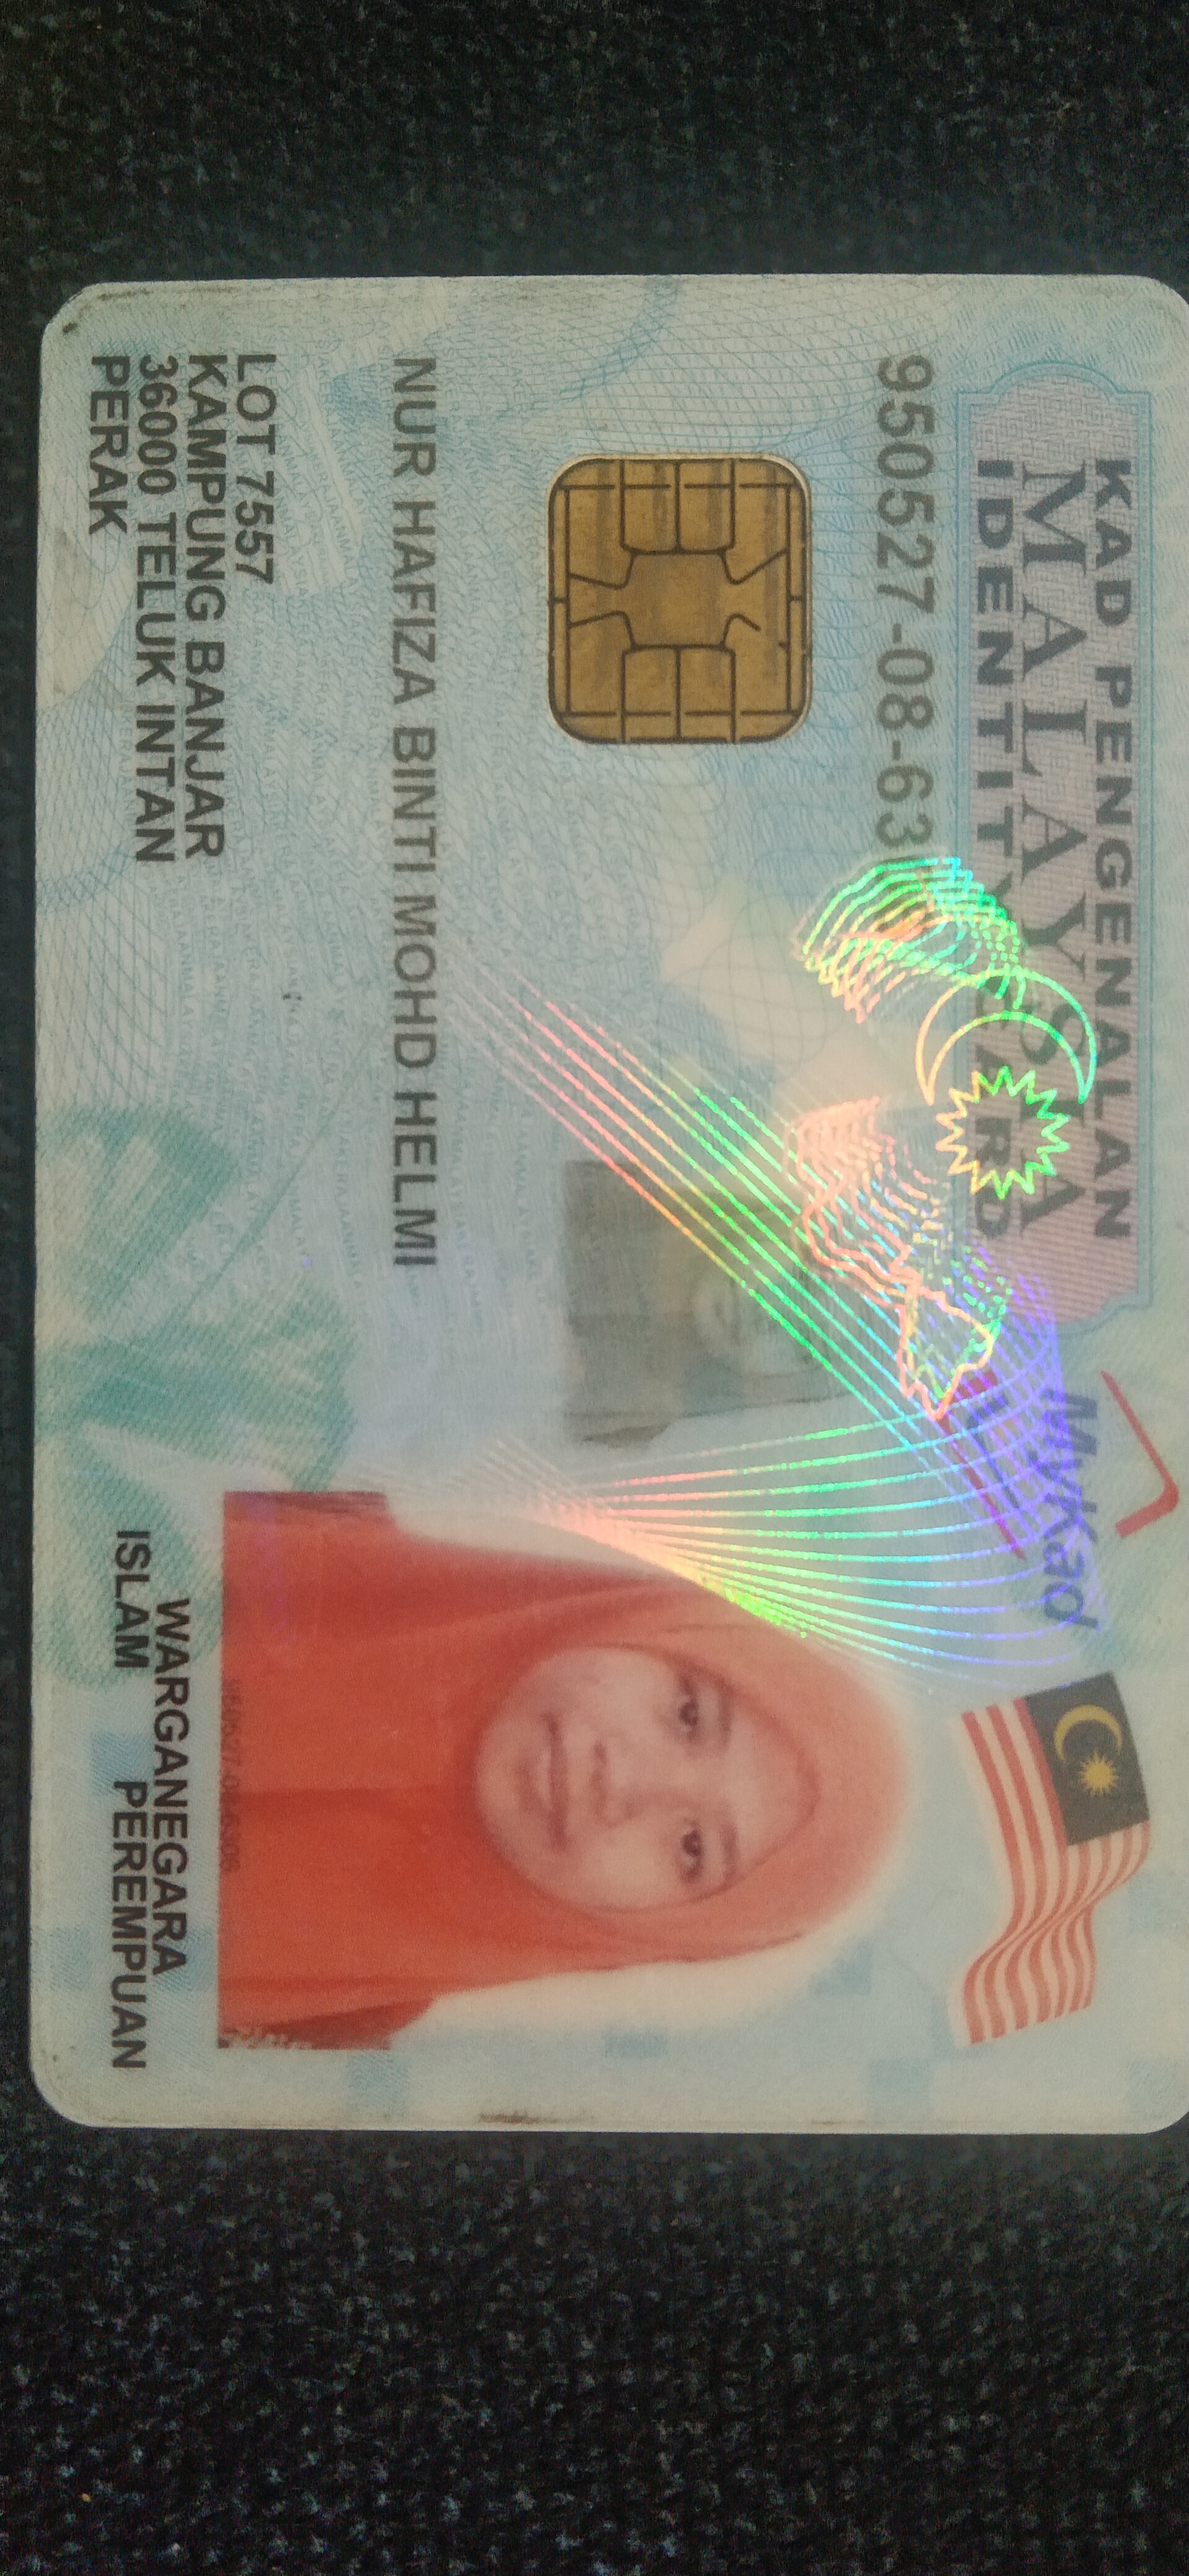 KAD PENGENALAN
MALAYSIA
IDENTITY CARD
MyKad
950527-08-63
NUR HAFIZA BINTI MOHD HELMI
LOT 7557
KAMPUNG BANJAR
36000 TELUK INTAN
PERAK
WARGANEGARA
ISLAM PEREMPUAN